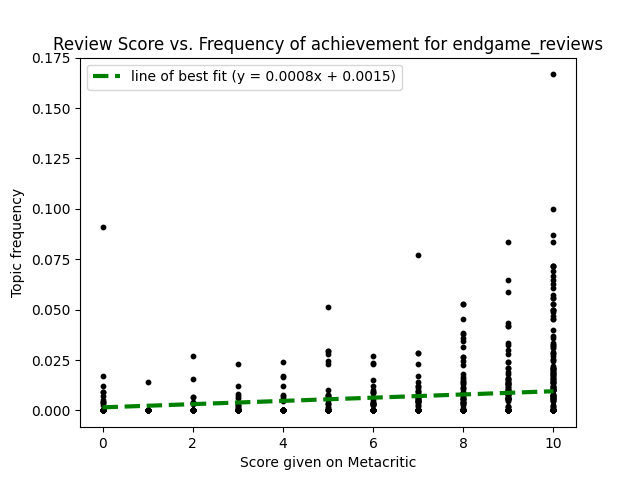 Review Score vs. Frequency of achievement for endgame_reviews
line of best fit (y = 0.0008x + 0.0015)
0.175
0.150
0.125
0.100
0.075
0.050
0.025
0.000
Topic frequency
0 2 4 6 8 10
Score given on Metacritic